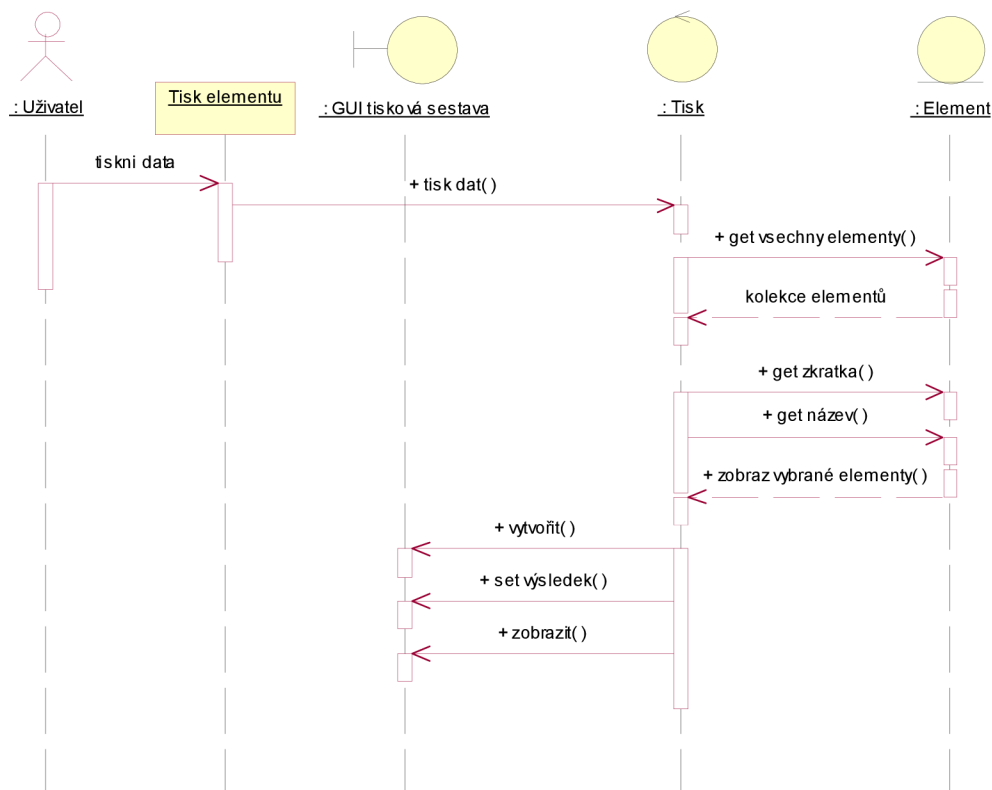 : Uživatel
Tisk elementu
: GUI tisková sestava
: Tisk
: Element
tiskni data
+ tisk dat( )
+ get vsechny elementy( )
kolekce elementů
+ get zkratka( )
+ get název( )
+ zobraz vybrané elementy( )
+ vytvořit( )
+ set výsledek( )
+ zobrazit( )